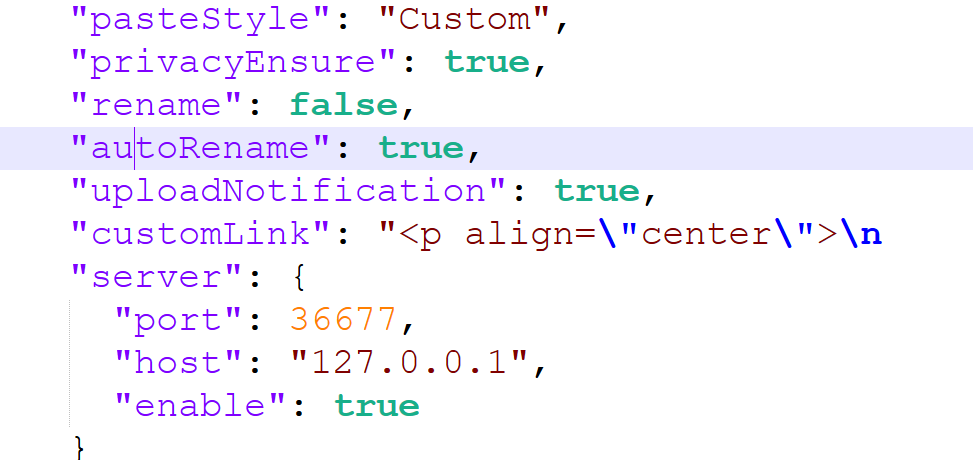 "pasteStyle": "Custom",
"privacyEnsure": true,
"rename": false,
"autoRename": true,
"uploadNotification": true,
"customLink": "<p align=\"center\">\n
"server": {
"port": 36677,
"host": "127.0.0.1",
"enable": true
}